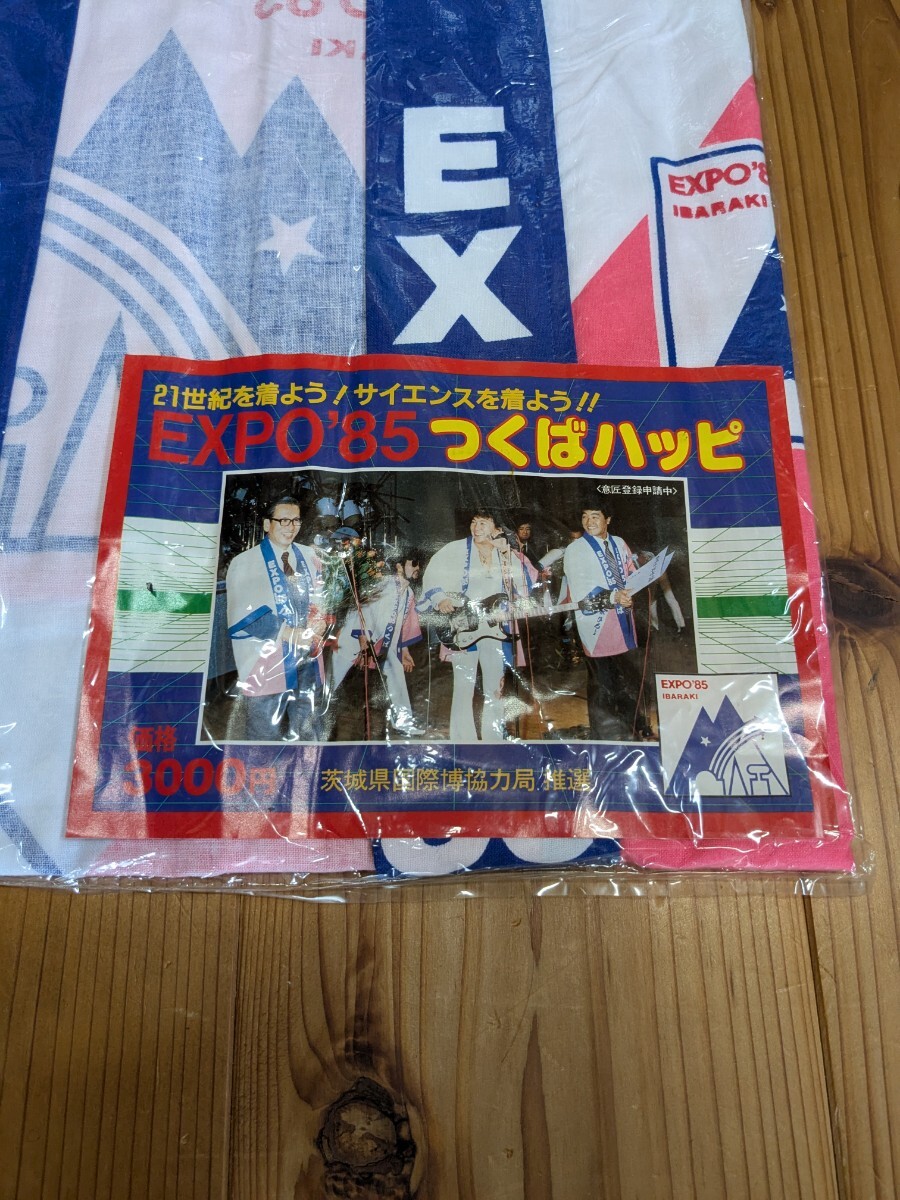 EX
EXPO'8
IBARAKI
21世紀を着よう!サイエンスを着よう!!
EXPO'85 つくばハッピ
〈意匠登録申請中〉
EXPO'85
IBARAKI
価格
3000円
茨城県国際博協力局 推選